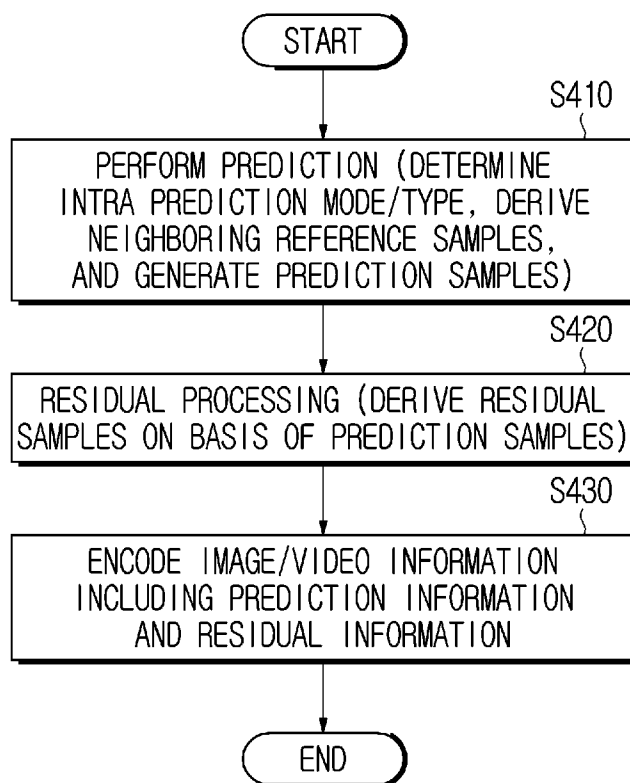 START
S410
PERFORM PREDICTION (DETERMINE
INTRA PREDICTION MODE/TYPE, DERIVE
NEIGHBORING REFERENCE SAMPLES,
AND GENERATE PREDICTION SAMPLES)
S420
RESIDUAL PROCESSING (DERIVE RESIDUAL
SAMPLES ON BASIS OF PREDICTION SAMPLES)
S430
ENCODE IMAGE/VIDEO INFORMATION
INCLUDING PREDICTION INFORMATION
AND RESIDUAL INFORMATION
END